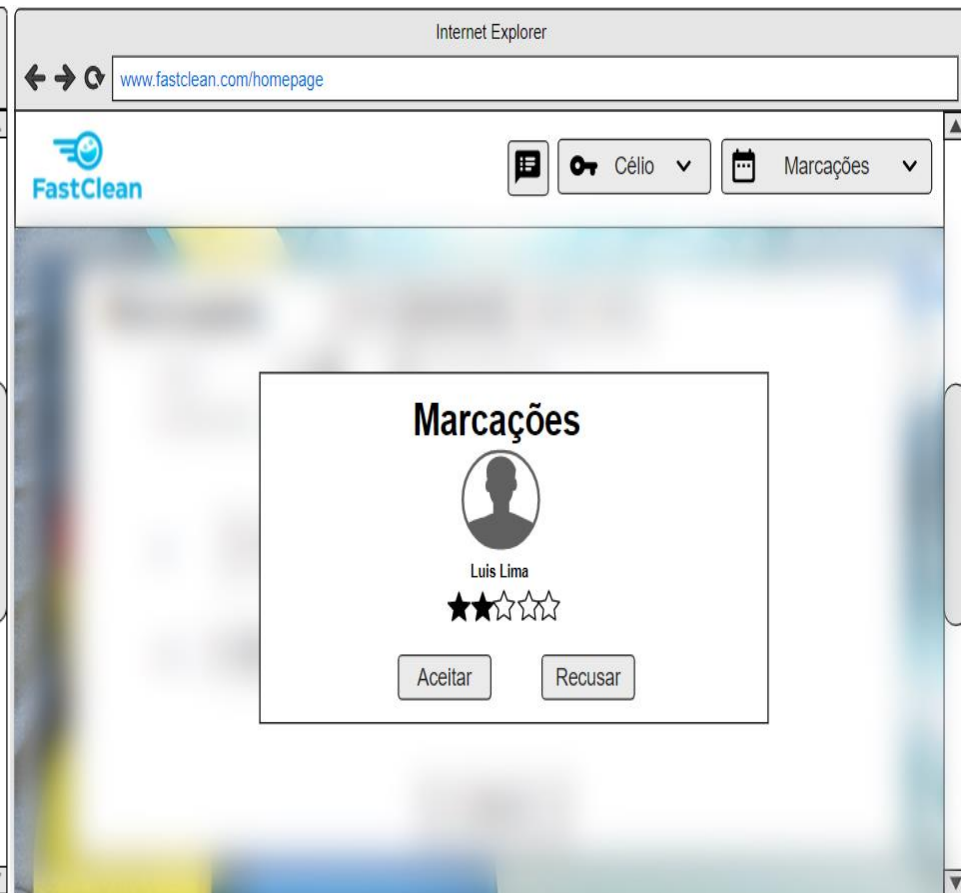 Internet Explorer
www.fastclean.com/homepage
FastClean
Célio
Marcações
Marcações
Luis Lima
Aceitar
Recusar